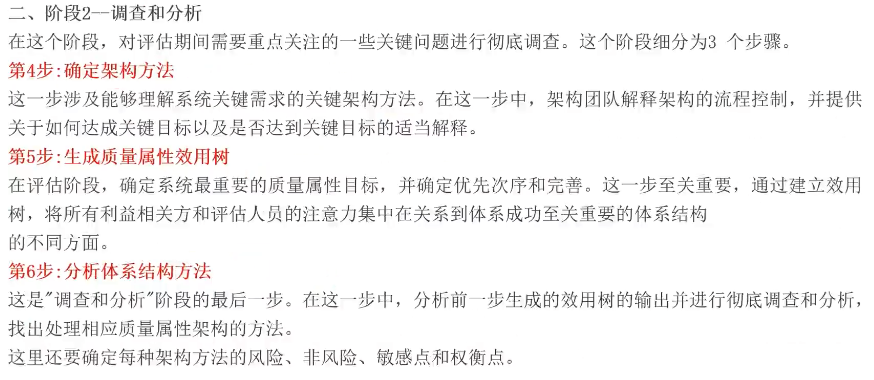 二、阶段2--调查和分析
在这个阶段，对评估期间需要重点关注的一些关键问题进行彻底调查。这个阶段细分为3 个步骤。
第4步:确定架构方法
这一步涉及能够理解系统关键需求的关键架构方法。在这一步中，架构团队解释架构的流程控制，并提供
关于如何达成关键目标以及是否达到关键目标的适当解释。
第5步:生成质量属性效用树
在评估阶段，确定系统最重要的质量属性目标，并确定优先次序和完善。这一步至关重要，通过建立效用
树，将所有利益相关方和评估人员的注意力集中在关系到体系成功至关重要的体系结构
的不同方面。
第6步:分析体系结构方法
这是"调查和分析"阶段的最后一步。在这一步中，分析前一步生成的效用树的输出并进行彻底调查和分析，
找出处理相应质量属性架构的方法。
这里还要确定每种架构方法的风险、非风险、敏感点和权衡点。